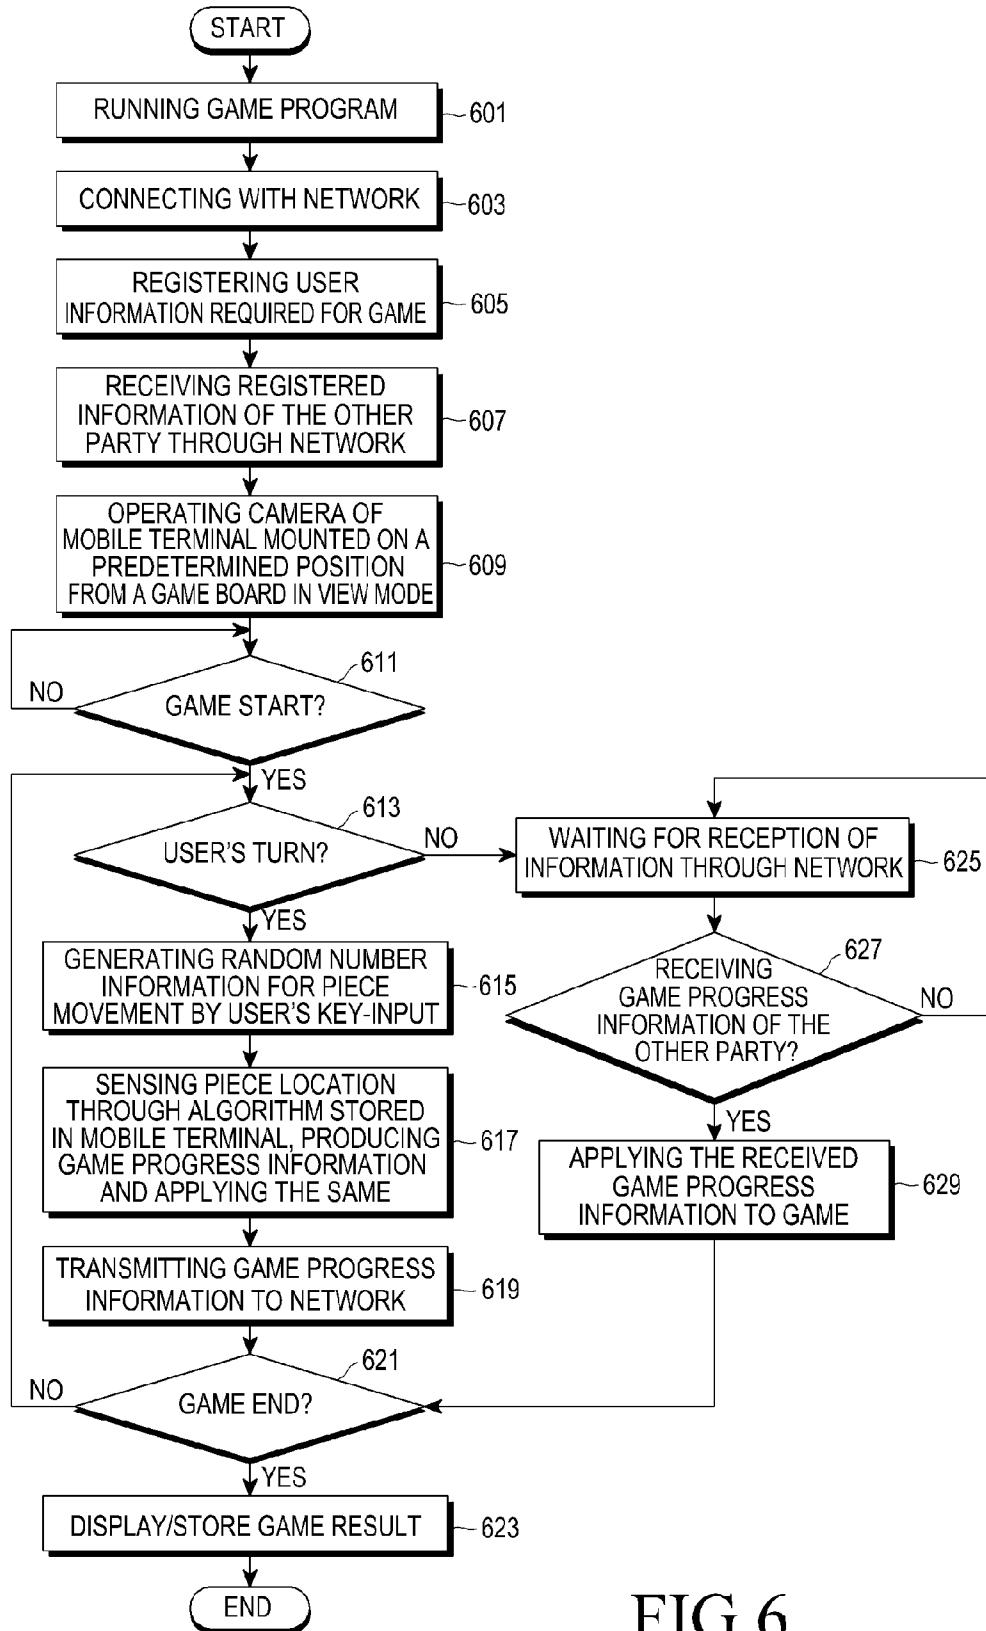 START
RUNNING GAME PROGRAM
601
CONNECTING WITH NETWORK
603
REGISTERING USER
INFORMATION REQUIRED FOR GAME
605
RECEIVING REGISTERED
INFORMATION OF THE OTHER
PARTY THROUGH NETWORK
607
OPERATING CAMERA OF
MOBILE TERMINAL MOUNTED ON A
PREDETERMINED POSITION
FROM A GAME BOARD IN VIEW MODE
609
611
GAME START?
NO
YES
613
USER'S TURN?
NO
YES
GENERATING RANDOM NUMBER
INFORMATION FOR PIECE
MOVEMENT BY USER'S KEY-INPUT
615
SENSING PIECE LOCATION
THROUGH ALGORITHM STORED
IN MOBILE TERMINAL, PRODUCING
GAME PROGRESS INFORMATION
AND APPLYING THE SAME
617
TRANSMITTING GAME PROGRESS
INFORMATION TO NETWORK
619
621
GAME END?
NO
YES
DISPLAY/STORE GAME RESULT
623
END
WAITING FOR RECEPTION OF
INFORMATION THROUGH NETWORK
625
627
RECEIVING
GAME PROGRESS
INFORMATION OF THE
OTHER PARTY?
NO
YES
APPLYING THE RECEIVED
GAME PROGRESS
INFORMATION TO GAME
629
FIG.6